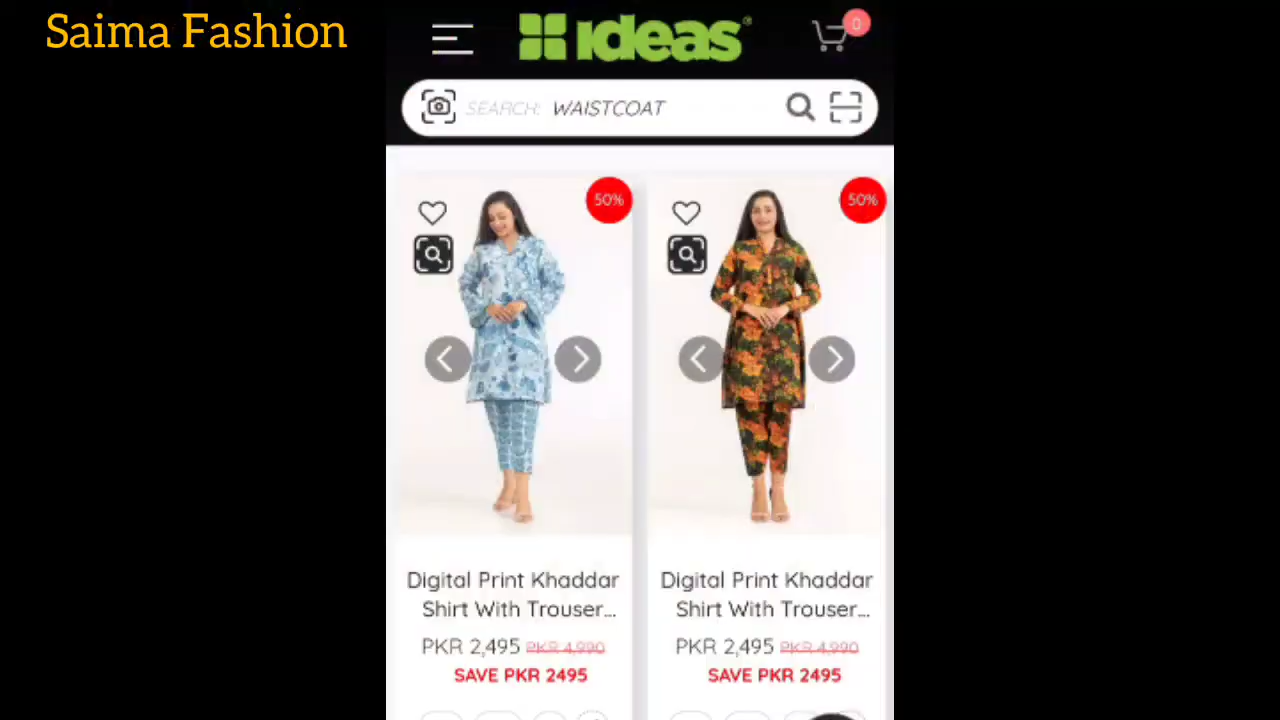 Saima Fashion
ideas®
0
SEARCH: WAISTCOAT
50%
50%
Digital Print Khaddar
Shirt With Trouser...
PKR 2,495 PKR 4,990
SAVE PKR 2495
Digital Print Khaddar
Shirt With Trouser...
PKR 2,495 PKR 4,990
SAVE PKR 2495